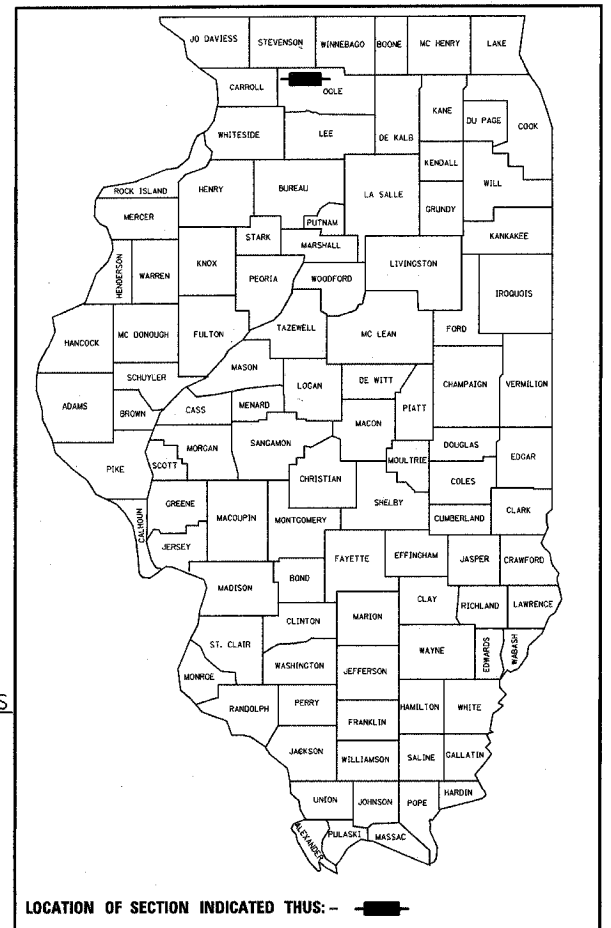 JO DAVIESS STEVENSON WINNEBAGO BOONE MC HENRY LAKE
CARROLL OGLE KANE DU PAGE COOK
WHITESIDE LEE DE KALB
KENDALL WILL
ROCK ISLAND HENRY BUREAU LA SALLE GRUNDY
MERCER PUTNAM KANKAKEE
STARK MARSHALL
HENDERSON WARREN KNOX PEORIA WOODFORD LIVINGSTON IROQUOIS
HANCOCK MC DONOUGH FULTON TAZEWELL MC LEAN FORD
MASON
SCHUYLER LOGAN DE WITT CHAMPAIGN VERMILION
ADAMS BROWN CASS MENARD PIATT
MACON
MORGAN SANGAMON DOUGLAS EDGAR
PIKE SCOTT CHRISTIAN MOULTRIE COLES
SHELBY
GREENE MACOUPIN MONTGOMERY CUMBERLAND CLARK
CALHOUN JERSEY
FAYETTE EFFINGHAM JASPER CRAWFORD
MADISON BOND
CLAY RICHLAND LAWRENCE
CLINTON MARION
ST. CLAIR WAYNE EDWARDS WABASH
WASHINGTON JEFFERSON
MONROE
RANDOLPH PERRY HAMILTON WHITE
FRANKLIN
JACKSON WILLIAMSON SALINE GALLATIN
UNION JOHNSON POPE HARDIN
ALEXANDER PULASKI MASSAC
S
LOCATION OF SECTION INDICATED THUS: -